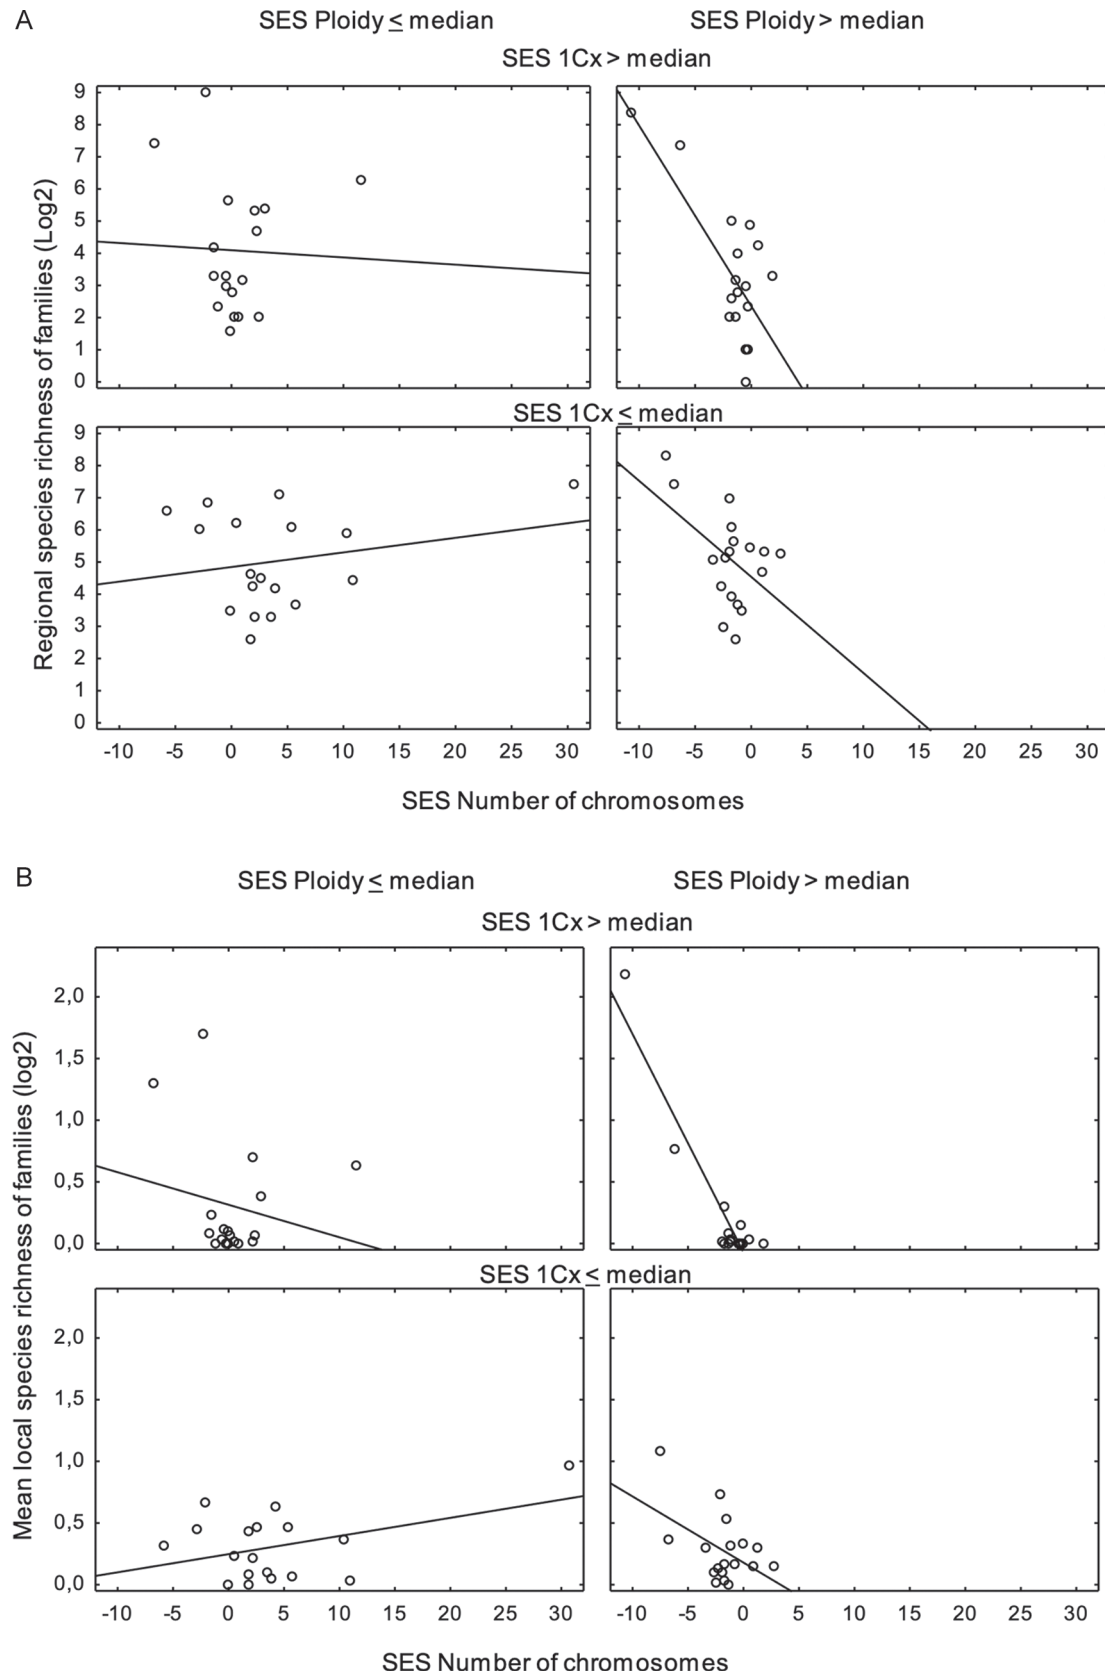 A
SES Ploidy ≤ median SES Ploidy > median
SES 1Cx > median
9
8
7
6
5
4
3
2
1
0
SES 1Cx ≤ median
9
8
7
6
5
4
3
2
1
0
Regional species richness of families (Log2)
-10 -5 0 5 10 15 20 25 30 -10 -5 0 5 10 15 20 25 30
SES Number of chromosomes
B
SES Ploidy ≤ median SES Ploidy > median
SES 1Cx > median
2,0
1,5
1,0
0,5
0,0
SES 1Cx ≤ median
2,0
1,5
1,0
0,5
0,0
Mean local species richness of families (log2)
-10 -5 0 5 10 15 20 25 30 -10 -5 0 5 10 15 20 25 30
SES Number of chromosomes